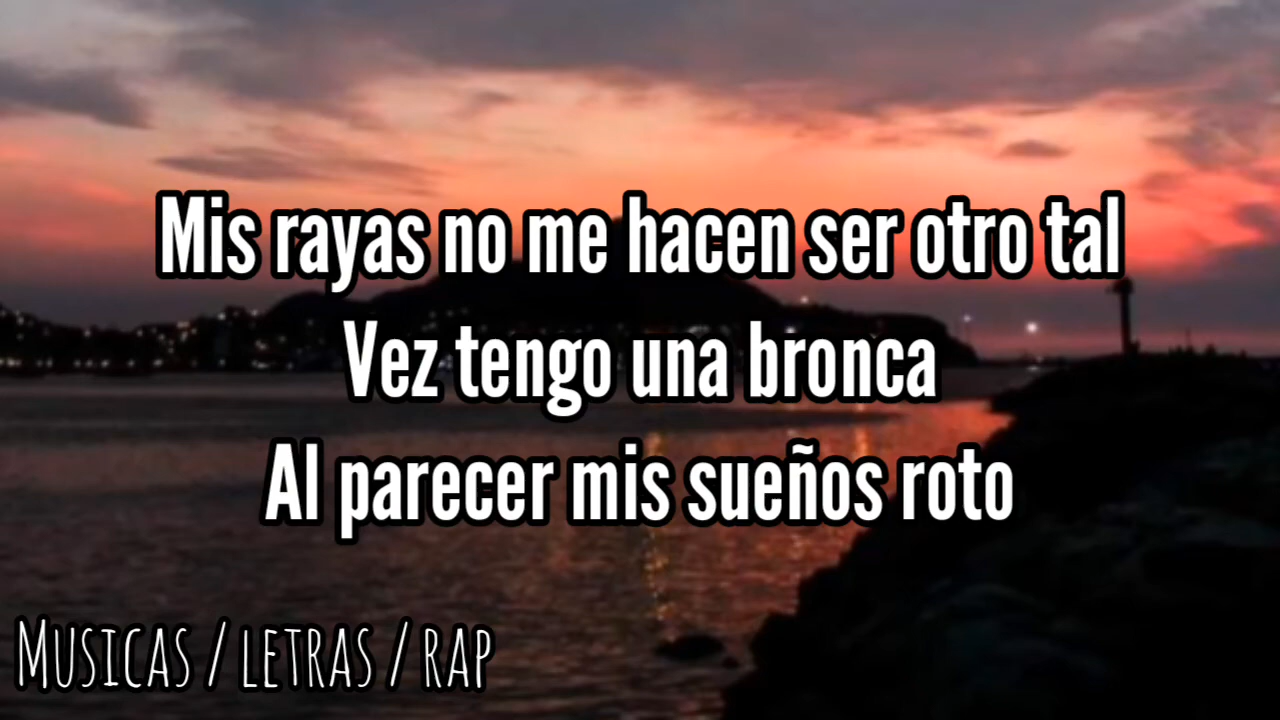 Mis rayas no me hacen ser otro tal
Vez tengo una bronca
Al parecer mis sueños roto
Musicas / letras / rap